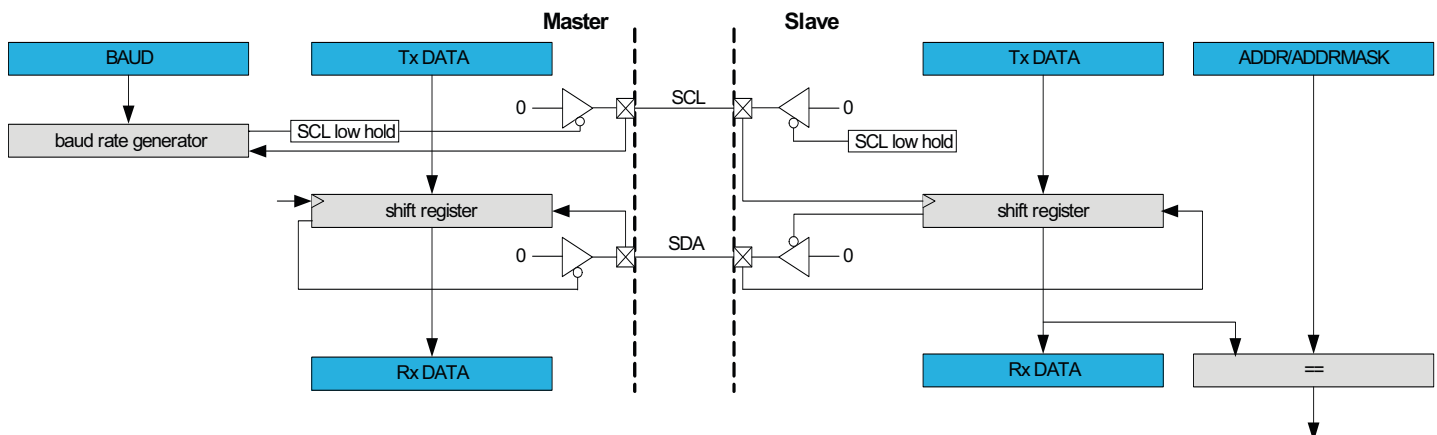 Master
Slave
BAUD
Tx DATA
Tx DATA
ADDR/ADDRMASK
0
SCL
0
baud rate generator
SCL low hold
SCL low hold
shift register
shift register
0
SDA
0
Rx DATA
Rx DATA
==